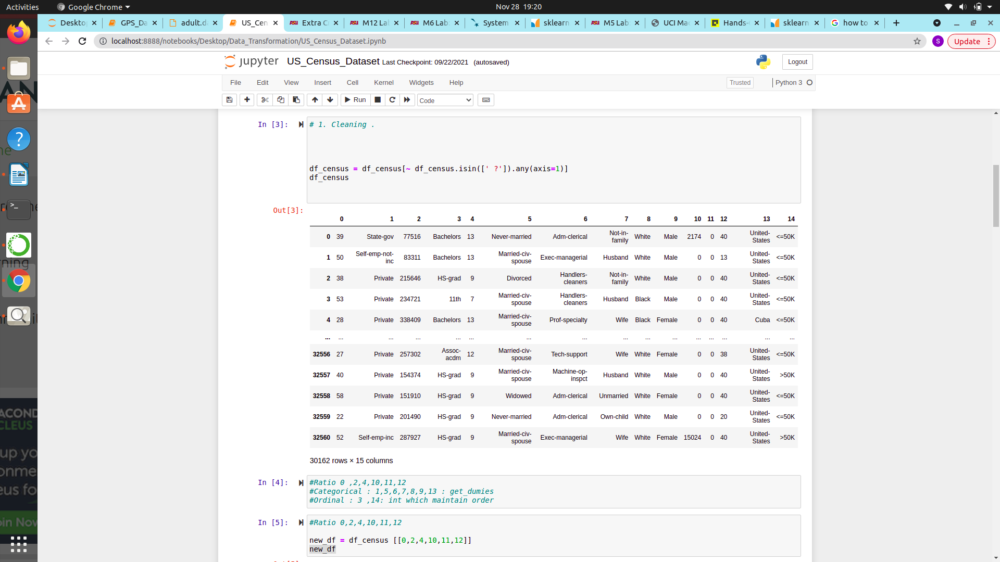 Activities
Google Chrome
Nov 28 19:20
Desktop
GPS_Da
adult.d
US_Cen
Extra C
M12 Lab
M6 Lab
System
sklearn
M5 Lab
UCI Mac
Hands-
sklearn
how to
localhost:8888/notebooks/Desktop/Data_Transformation/US_Census_Dataset.ipynb
S
Update
jupyter US_Census_Dataset Last Checkpoint: 09/22/2021 (autosaved)
Logout
File Edit View Insert Cell Kernel Widgets Help
Trusted
Python 3
Run
Code
In [3]:
# 1. Cleaning .
df_census = df_census[~ df_census.isin([' ?']).any(axis=1)]
df_census
Out[3]:
0 1 2 3 4 5 6 7 8 9 10 11 12 13 14
0 39 State-gov 77516 Bachelors 13 Never-married Adm-clerical Not-in-family White Male 2174 0 40 United-States <=50K
1 50 Self-emp-not-inc 83311 Bachelors 13 Married-civ-spouse Exec-managerial Husband White Male 0 0 13 United-States <=50K
2 38 Private 215646 HS-grad 9 Divorced Handlers-cleaners Not-in-family White Male 0 0 40 United-States <=50K
3 53 Private 234721 11th 7 Married-civ-spouse Handlers-cleaners Husband Black Male 0 0 40 United-States <=50K
4 28 Private 338409 Bachelors 13 Married-civ-spouse Prof-specialty Wife Black Female 0 0 40 Cuba <=50K
... ... ... ... ... ... ... ... ... ... ... ... ... ... ... ...
32556 27 Private 257302 Assoc-acdm 12 Married-civ-spouse Tech-support Wife White Female 0 0 38 United-States <=50K
32557 40 Private 154374 HS-grad 9 Married-civ-spouse Machine-op-inspct Husband White Male 0 0 40 United-States >50K
32558 58 Private 151910 HS-grad 9 Widowed Adm-clerical Unmarried White Female 0 0 40 United-States <=50K
32559 22 Private 201490 HS-grad 9 Never-married Adm-clerical Own-child White Male 0 0 20 United-States <=50K
32560 52 Self-emp-inc 287927 HS-grad 9 Married-civ-spouse Exec-managerial Wife White Female 15024 0 40 United-States >50K
30162 rows × 15 columns
In [4]:
#Ratio 0 ,2,4,10,11,12
#Categorical : 1,5,6,7,8,9,13 : get_dumies
#Ordinal : 3 ,14: int which maintain order
In [5]:
#Ratio 0,2,4,10,11,12
new_df = df_census [[0,2,4,10,11,12]]
new_df